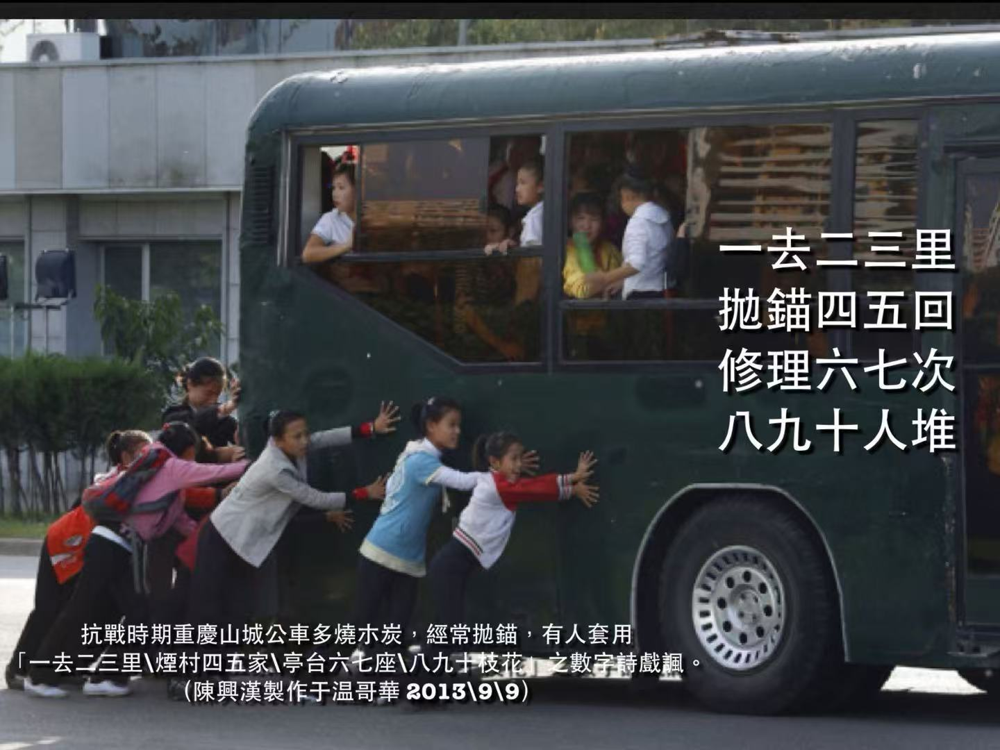 一去二三里
拋錨四五回
修理六七次
八九十人堆
抗戰時期重慶山城公車多燒木炭，經常拋錨，有人套用
「一去二三里\煙村四五家\亭台六七座\八九十枝花」之數字詩戲諷。
（陳興漢製作于温哥華 2013\9\9）